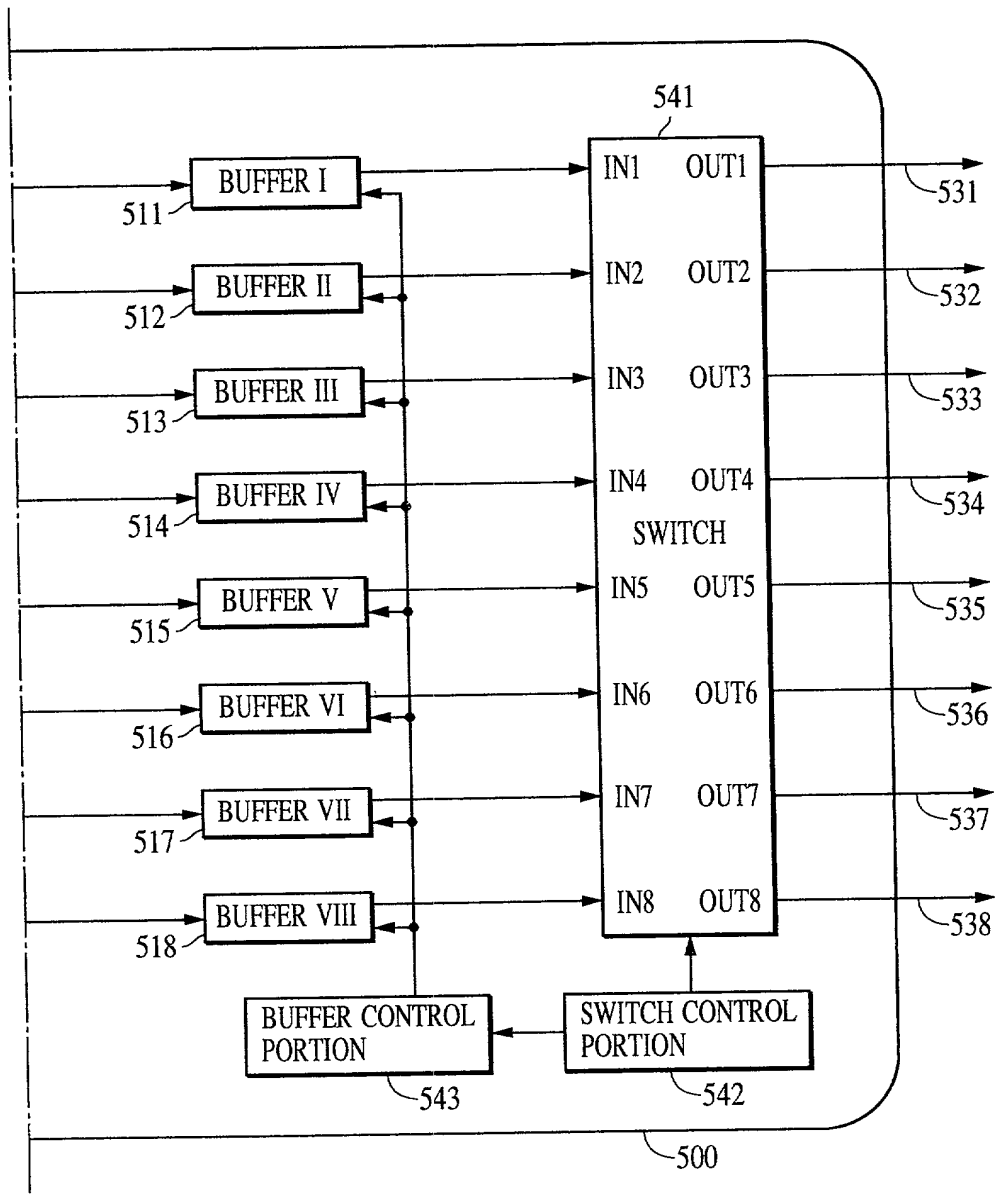 541
BUFFER I
IN1 OUT1
511
531
BUFFER II
IN2 OUT2
512
532
BUFFER III
IN3 OUT3
513
533
BUFFER IV
IN4 OUT4
514
534
SWITCH
BUFFER V
IN5 OUT5
515
535
BUFFER VI
IN6 OUT6
516
536
BUFFER VII
IN7 OUT7
517
537
BUFFER VIII
IN8 OUT8
518
538
BUFFER CONTROL
PORTION
SWITCH CONTROL
PORTION
543
542
500